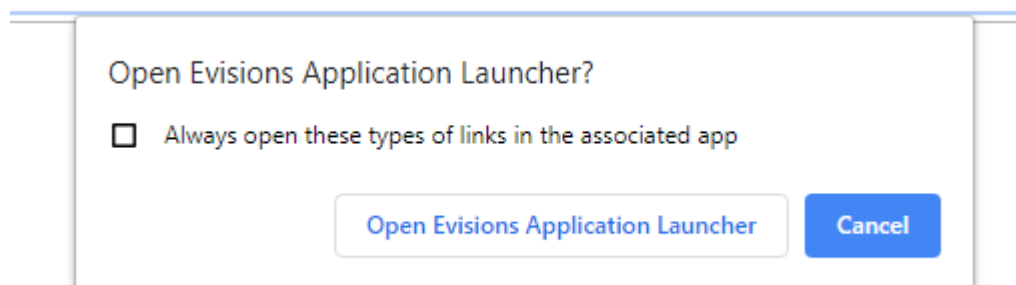 Open Evisions Application Launcher?
Always open these types of links in the associated app
Open Evisions Application Launcher
Cancel